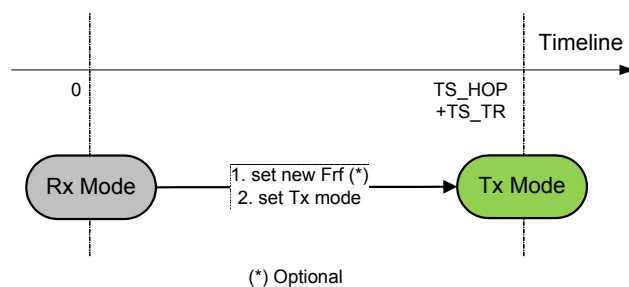 Timeline
0
TS_HOP
+TS_TR
Rx Mode
1. set new Frf (*)
2. set Tx mode
Tx Mode
(*) Optional